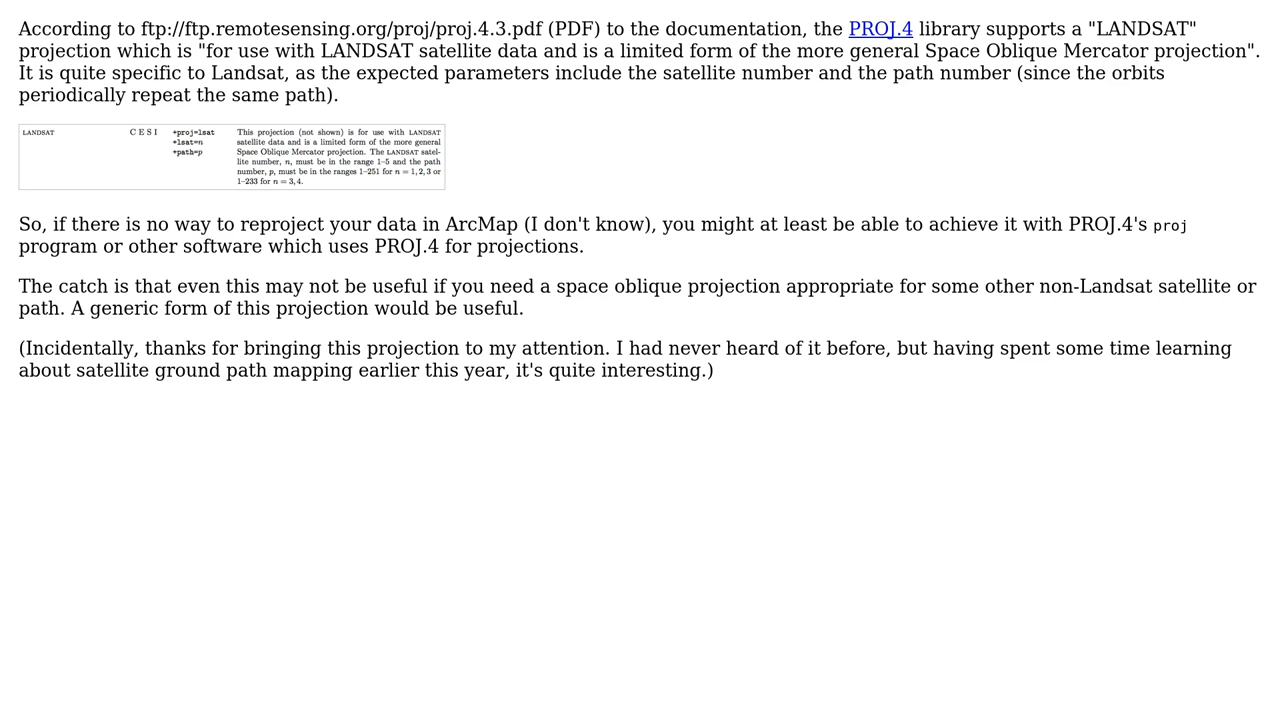 According to ftp://ftp.remotesensing.org/proj/proj.4.3.pdf (PDF) to the documentation, the PROJ.4 library supports a "LANDSAT"
projection which is "for use with LANDSAT satellite data and is a limited form of the more general Space Oblique Mercator projection".
It is quite specific to Landsat, as the expected parameters include the satellite number and the path number (since the orbits
periodically repeat the same path).
LANDSAT C E S I +proj=lsat This projection (not shown) is for use with LANDSAT
+lsat=n satellite data and is a limited form of the more general
+path=p Space Oblique Mercator projection. The LANDSAT satel-
lite number, n, must be in the range 1–5 and the path
number, p, must be in the ranges 1–251 for n = 1, 2, 3 or
1–233 for n = 3, 4.
So, if there is no way to reproject your data in ArcMap (I don't know), you might at least be able to achieve it with PROJ.4's proj
program or other software which uses PROJ.4 for projections.
The catch is that even this may not be useful if you need a space oblique projection appropriate for some other non-Landsat satellite or
path. A generic form of this projection would be useful.
(Incidentally, thanks for bringing this projection to my attention. I had never heard of it before, but having spent some time learning
about satellite ground path mapping earlier this year, it's quite interesting.)